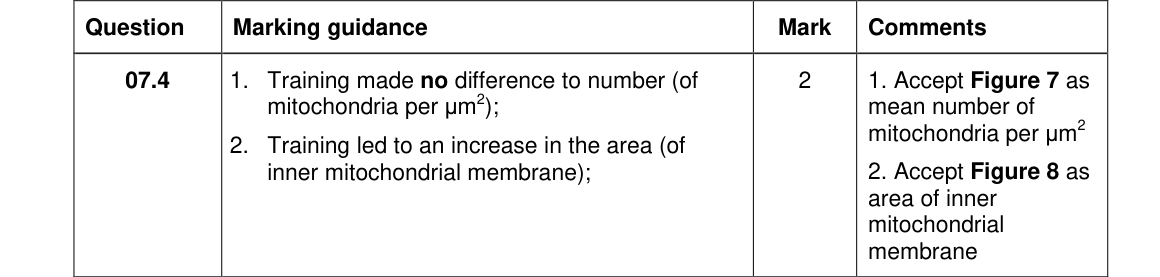 Question Marking guidance Mark Comments
07.4 1. Training made no difference to number (of mitochondria per µm²); 2 1. Accept Figure 7 as mean number of mitochondria per µm²
2. Training led to an increase in the area (of inner mitochondrial membrane); 2. Accept Figure 8 as area of inner mitochondrial membrane